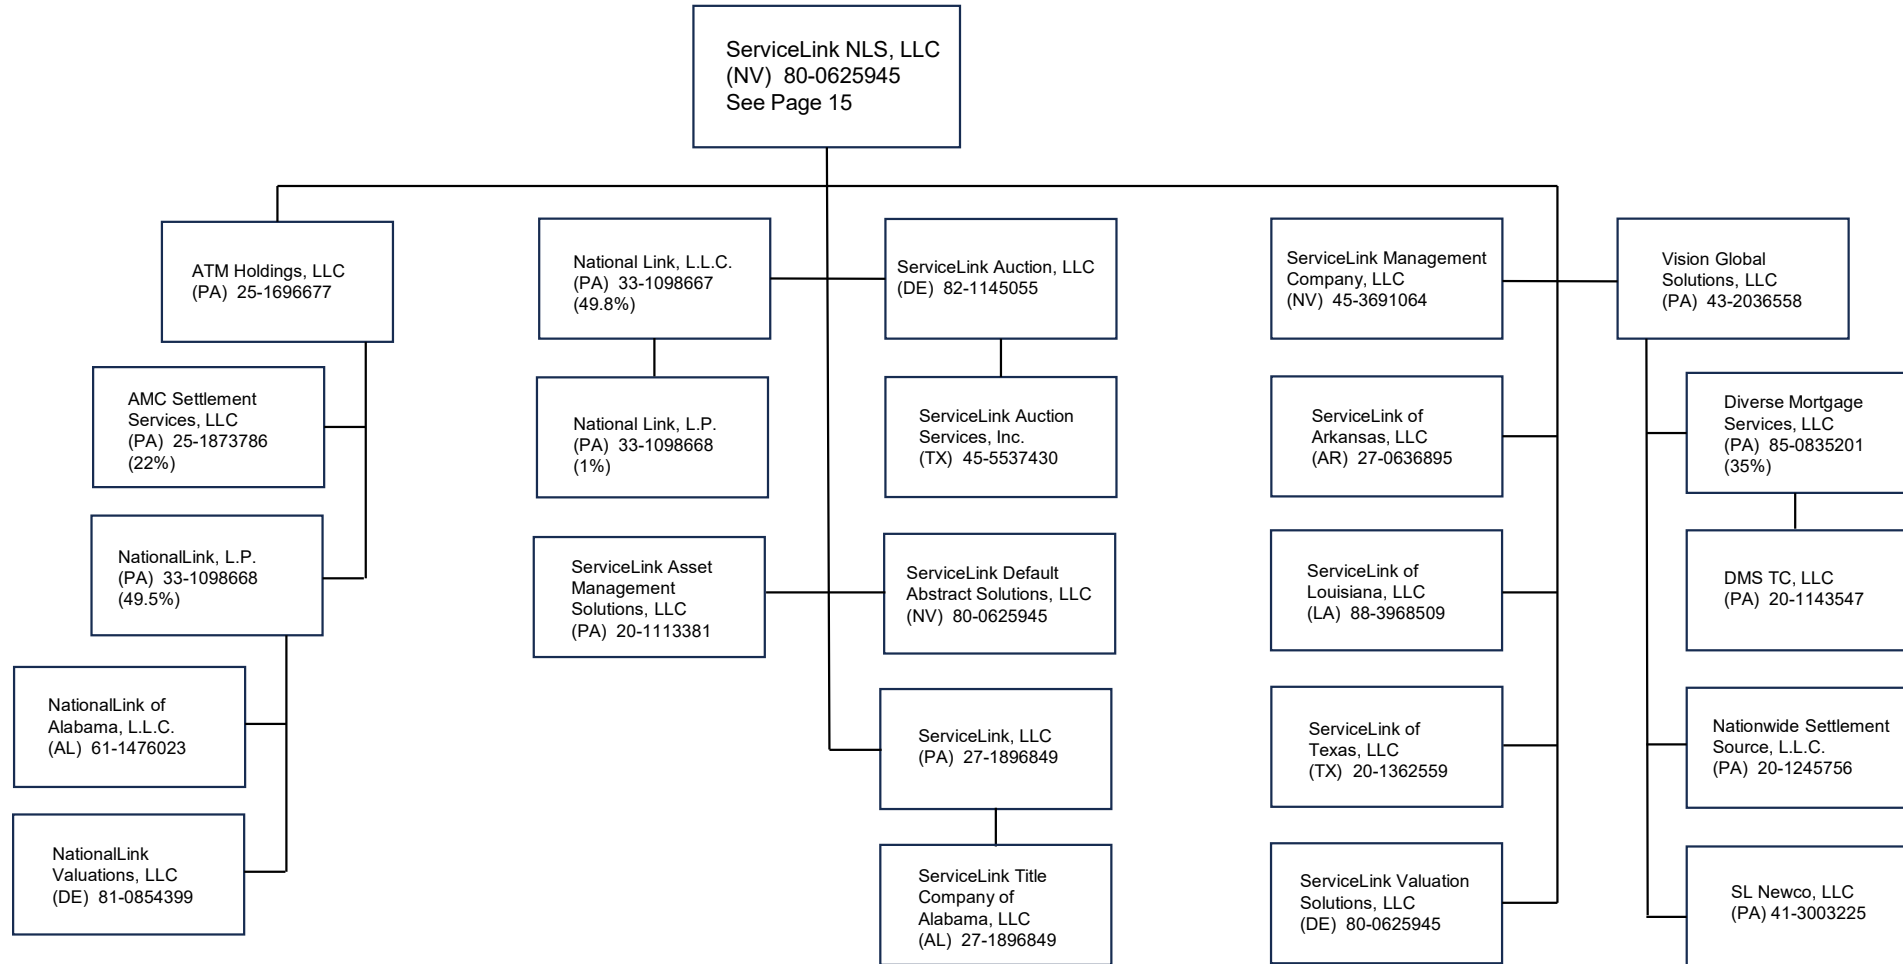 ServiceLink NLS, LLC
(NV) 80-0625945
See Page 15
ATM Holdings, LLC
(PA) 25-1696677
AMC Settlement
Services, LLC
(PA) 25-1873786
(22%)
NationalLink, L.P.
(PA) 33-1098668
(49.5%)
NationalLink of
Alabama, L.L.C.
(AL) 61-1476023
NationalLink
Valuations, LLC
(DE) 81-0854399
National Link, L.L.C.
(PA) 33-1098667
(49.8%)
National Link, L.P.
(PA) 33-1098668
(1%)
ServiceLink Asset
Management
Solutions, LLC
(PA) 20-1113381
ServiceLink Auction, LLC
(DE) 82-1145055
ServiceLink Auction
Services, Inc.
(TX) 45-5537430
ServiceLink Default
Abstract Solutions, LLC
(NV) 80-0625945
ServiceLink, LLC
(PA) 27-1896849
ServiceLink Title
Company of
Alabama, LLC
(AL) 27-1896849
ServiceLink Management
Company, LLC
(NV) 45-3691064
ServiceLink of
Arkansas, LLC
(AR) 27-0636895
ServiceLink of
Louisiana, LLC
(LA) 88-3968509
ServiceLink of
Texas, LLC
(TX) 20-1362559
ServiceLink Valuation
Solutions, LLC
(DE) 80-0625945
Vision Global
Solutions, LLC
(PA) 43-2036558
Diverse Mortgage
Services, LLC
(PA) 85-0835201
(35%)
DMS TC, LLC
(PA) 20-1143547
Nationwide Settlement
Source, L.L.C.
(PA) 20-1245756
SL Newco, LLC
(PA) 41-3003225